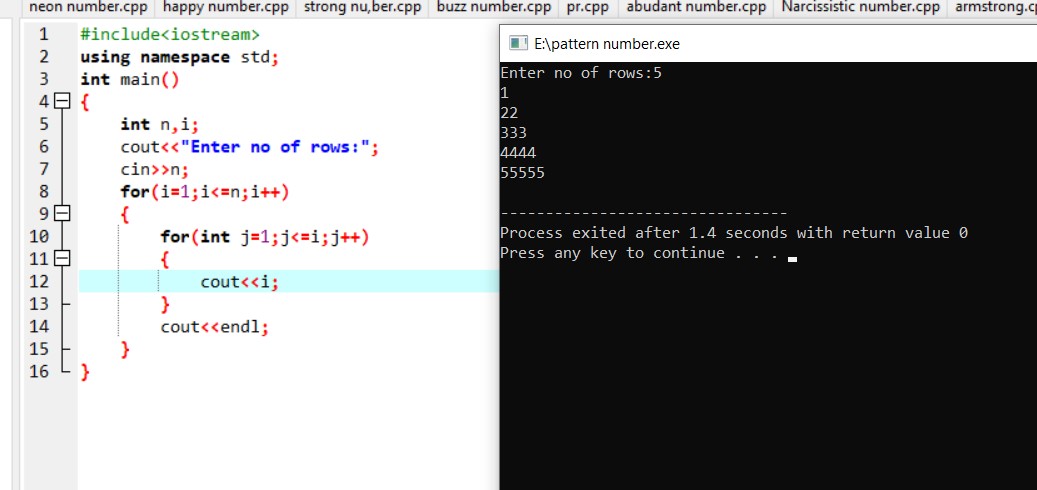 neon number.cpp happy number.cpp strong nu,ber.cpp buzz number.cpp pr.cpp abudant number.cpp Narcissistic number.cpp armstrong.cp
1 #include<iostream>
2 using namespace std;
3 int main()
4 {
5 int n,i;
6 cout<<"Enter no of rows:";
7 cin>>n;
8 for(i=1;i<=n;i++)
9 {
10 for(int j=1;j<=i;j++)
11 {
12 cout<<i;
13 }
14 cout<<endl;
15 }
16 }
E:\pattern number.exe
Enter no of rows:5
1
22
333
4444
55555
--------------------------------
Process exited after 1.4 seconds with return value 0
Press any key to continue . . .